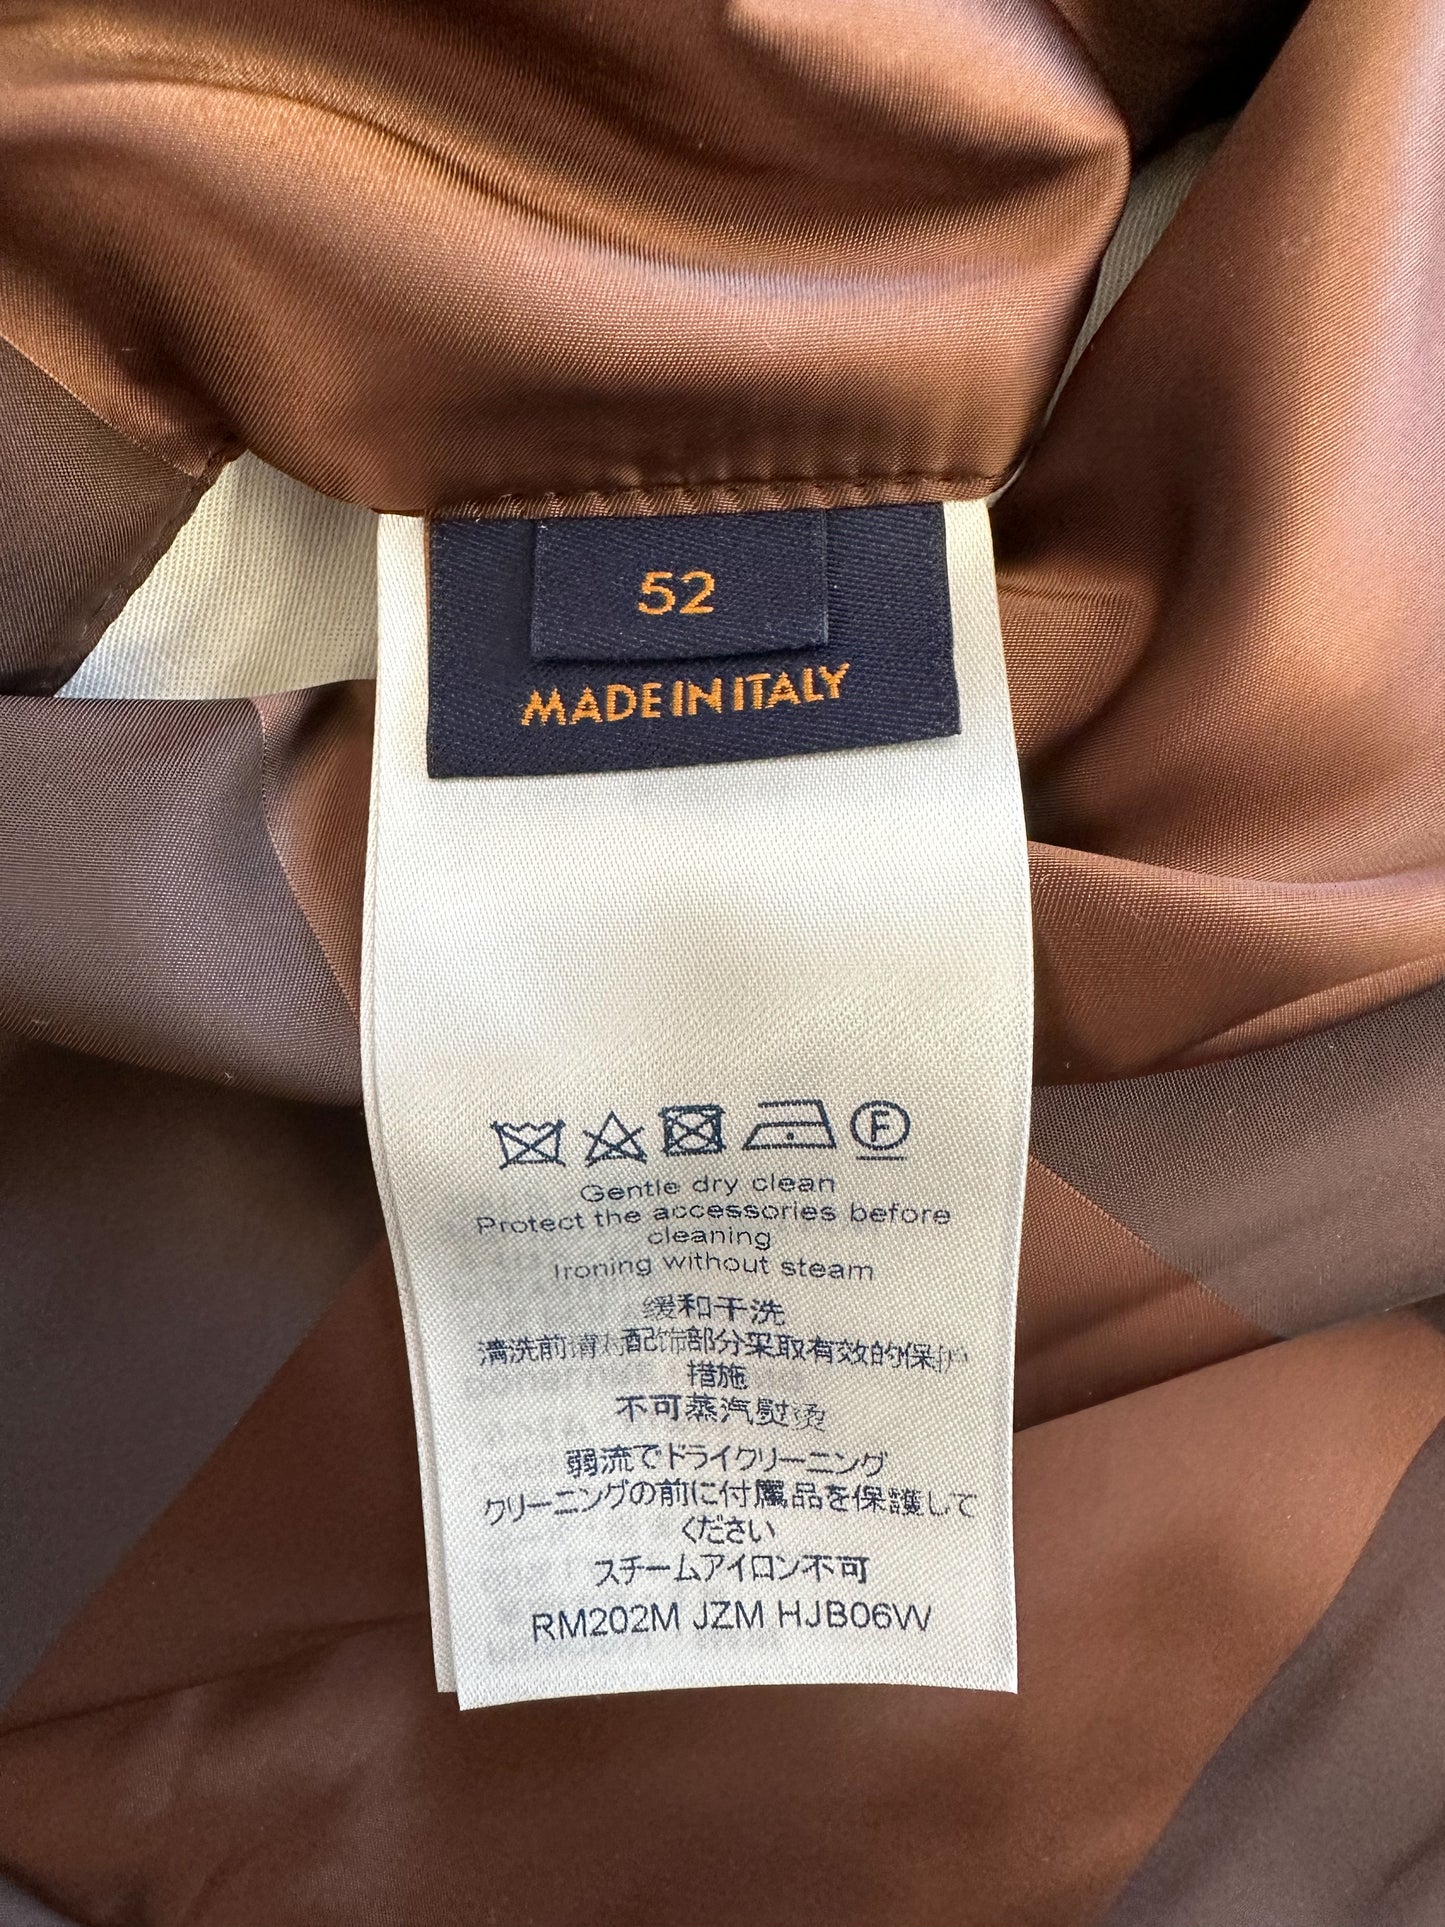 52
MADE IN ITALY
F
Gentle dry clean
Protect the accessories before
cleaning
Ironing without steam
缓和干洗
清洗前请对配饰部分采取有效的保护
措施
不可蒸汽熨烫
弱流でドライクリーニング
クリーニングの前に付属品を保護して
ください
スチームアイロン不可
RM202M JZM HJB06W